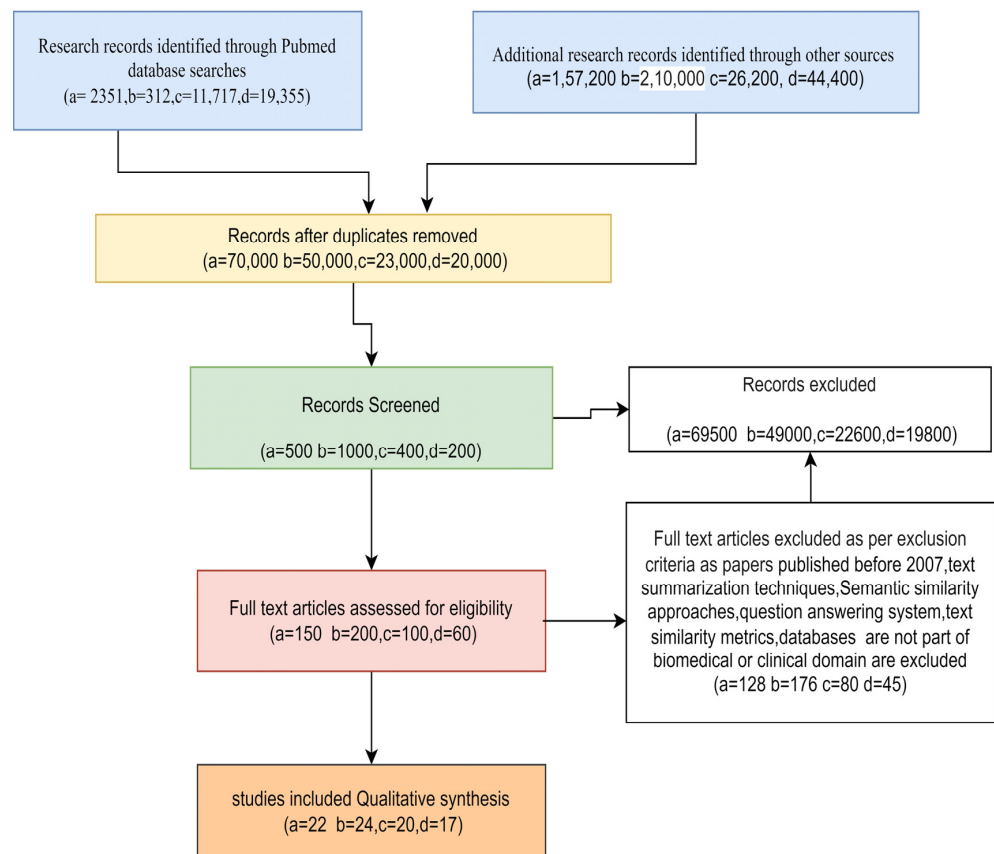 Research records identified through Pubmed
database searches
(a= 2351,b=312,c=11,717,d=19,355)
Additional research records identified through other sources
(a=1,57,200 b=2,10,000 c=26,200, d=44,400)
Records after duplicates removed
(a=70,000 b=50,000,c=23,000,d=20,000)
Records Screened
(a=500 b=1000,c=400,d=200)
Records excluded
(a=69500 b=49000,c=22600,d=19800)
Full text articles assessed for eligibility
(a=150 b=200,c=100,d=60)
Full text articles excluded as per exclusion
criteria as papers published before 2007,text
summarization techniques,Semantic similarity
approaches,question answering system,text
similarity metrics,databases are not part of
biomedical or clinical domain are excluded
(a=128 b=176 c=80 d=45)
studies included Qualitative synthesis
(a=22 b=24,c=20,d=17)